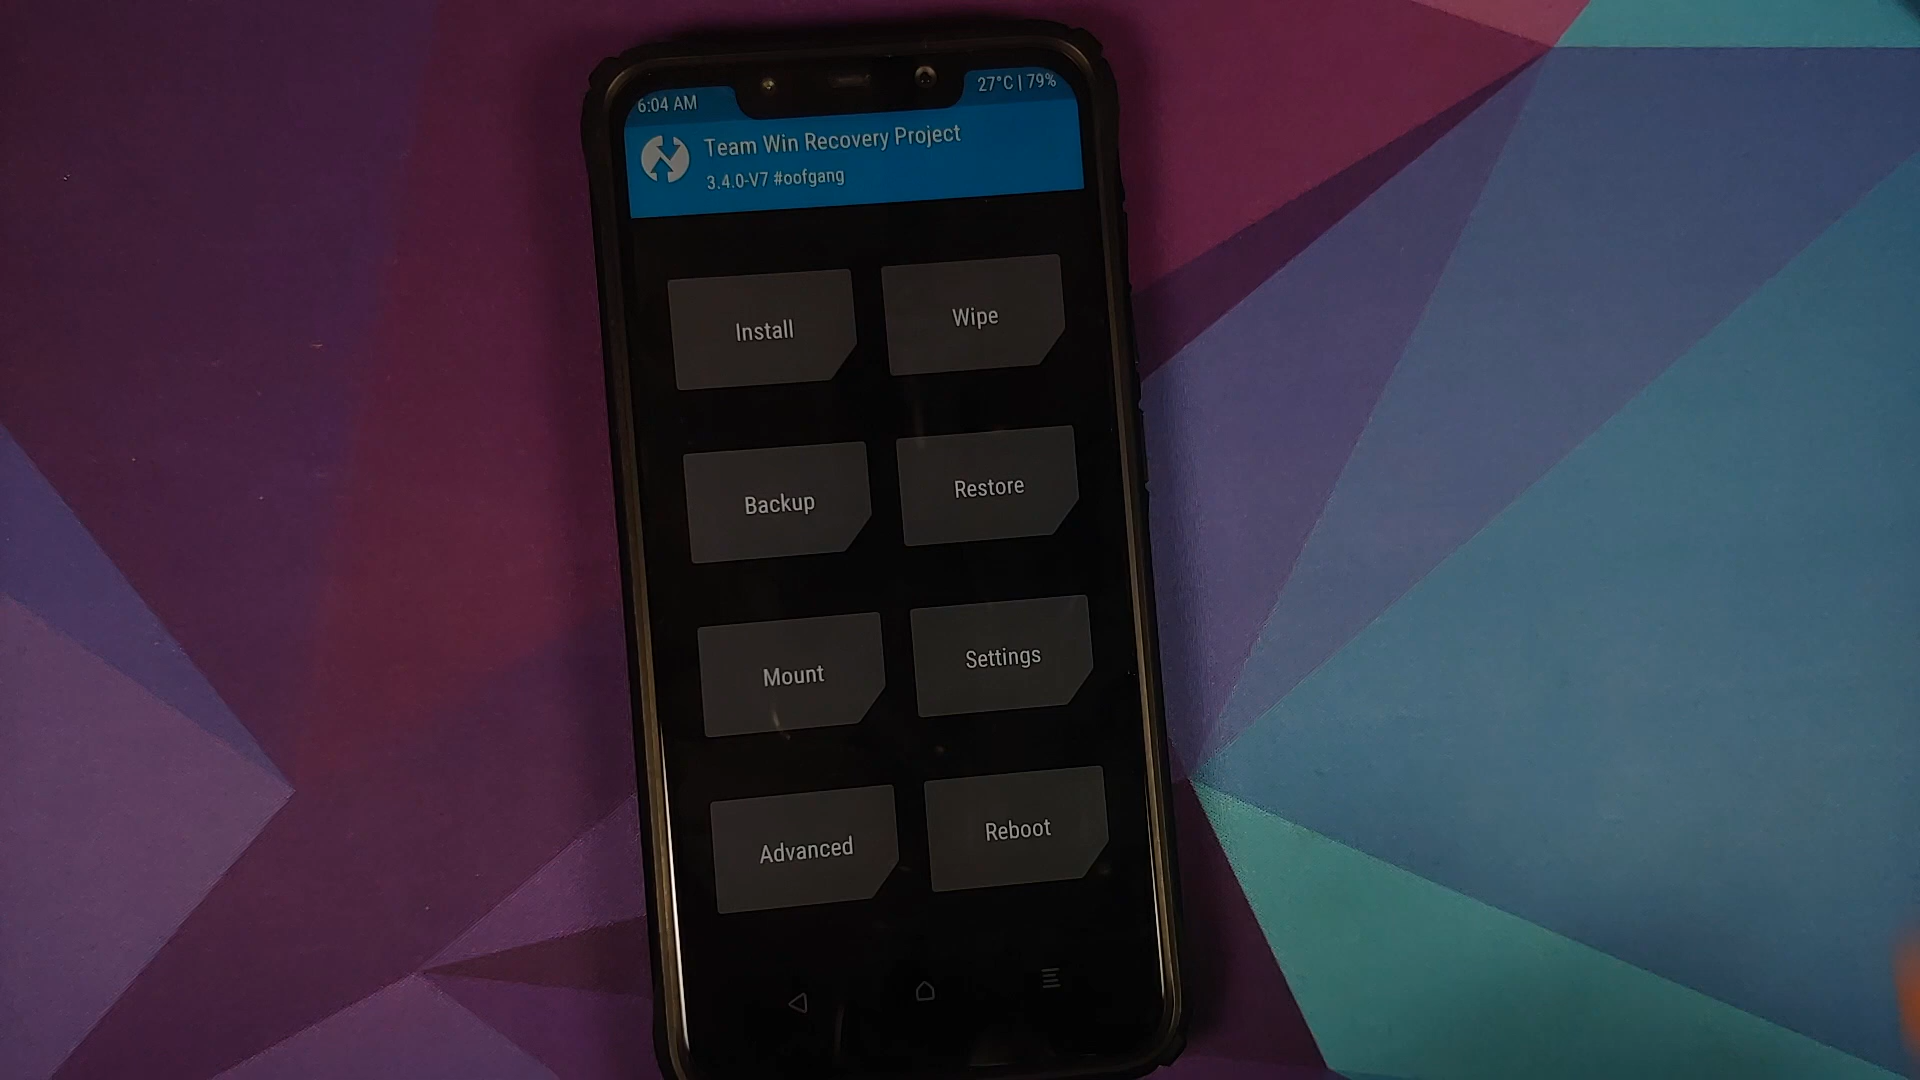 6:04 AM
27°C | 79%
Team Win Recovery Project
3.4.0-V7 #oofgang
Install
Wipe
Backup
Restore
Mount
Settings
Advanced
Reboot